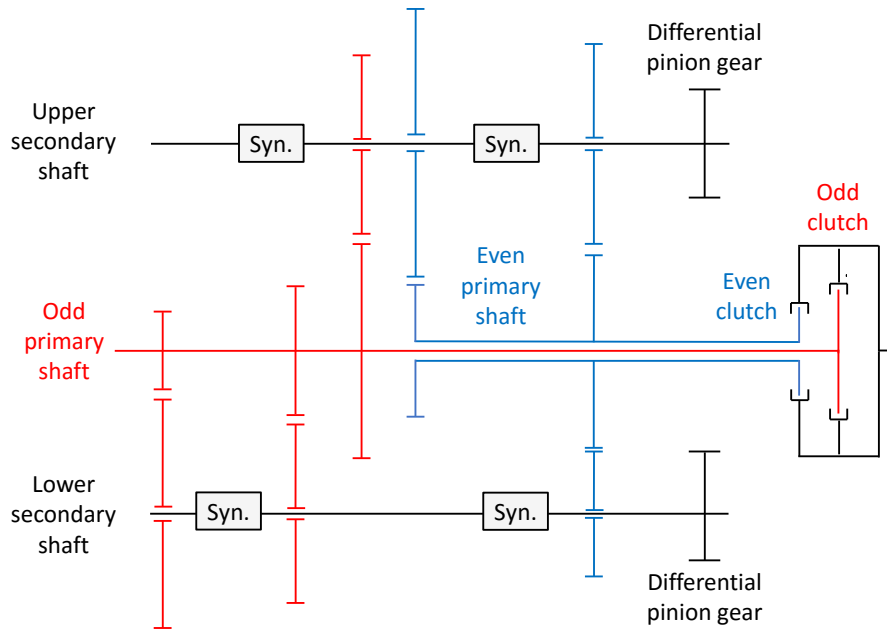 Differential
pinion gear
Upper
secondary
shaft
Syn.
Syn.
Odd
clutch
Even
primary
shaft
Even
clutch
Odd
primary
shaft
Lower
secondary
shaft
Syn.
Syn.
Differential
pinion gear